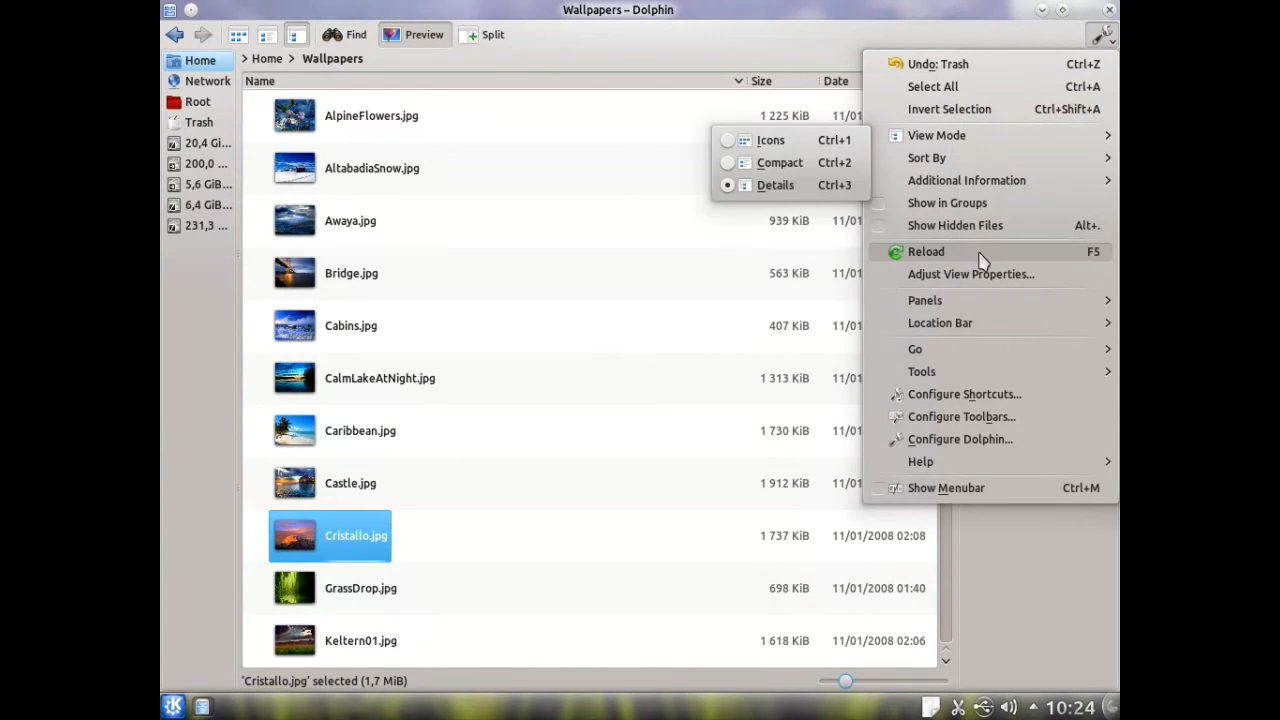 Wallpapers – Dolphin
Find
Preview
Split
Home
Network
Root
Trash
20,4 Gi...
200,0 ...
5,6 GiB...
6,4 GiB...
231,3 ...
> Home > Wallpapers
Name Size Date
AlpineFlowers.jpg 1 225 KiB 11/01
AltabadiaSnow.jpg
Awaya.jpg 939 KiB 11/01
Bridge.jpg 563 KiB 11/01
Cabins.jpg 407 KiB 11/01
CalmLakeAtNight.jpg 1 313 KiB 11/01
Caribbean.jpg 1 730 KiB 11/01
Castle.jpg 1 912 KiB 11/01
Cristallo.jpg 1 737 KiB 11/01/2008 02:08
GrassDrop.jpg 698 KiB 11/01/2008 01:40
Keltern01.jpg 1 618 KiB 11/01/2008 02:06
Icons Ctrl+1
Compact Ctrl+2
Details Ctrl+3
Undo: Trash Ctrl+Z
Select All Ctrl+A
Invert Selection Ctrl+Shift+A
View Mode
Sort By
Additional Information
Show in Groups
Show Hidden Files Alt+.
Reload F5
Adjust View Properties...
Panels
Location Bar
Go
Tools
Configure Shortcuts...
Configure Toolbars...
Configure Dolphin...
Help
Show Menubar Ctrl+M
'Cristallo.jpg' selected (1,7 MiB)
10:24